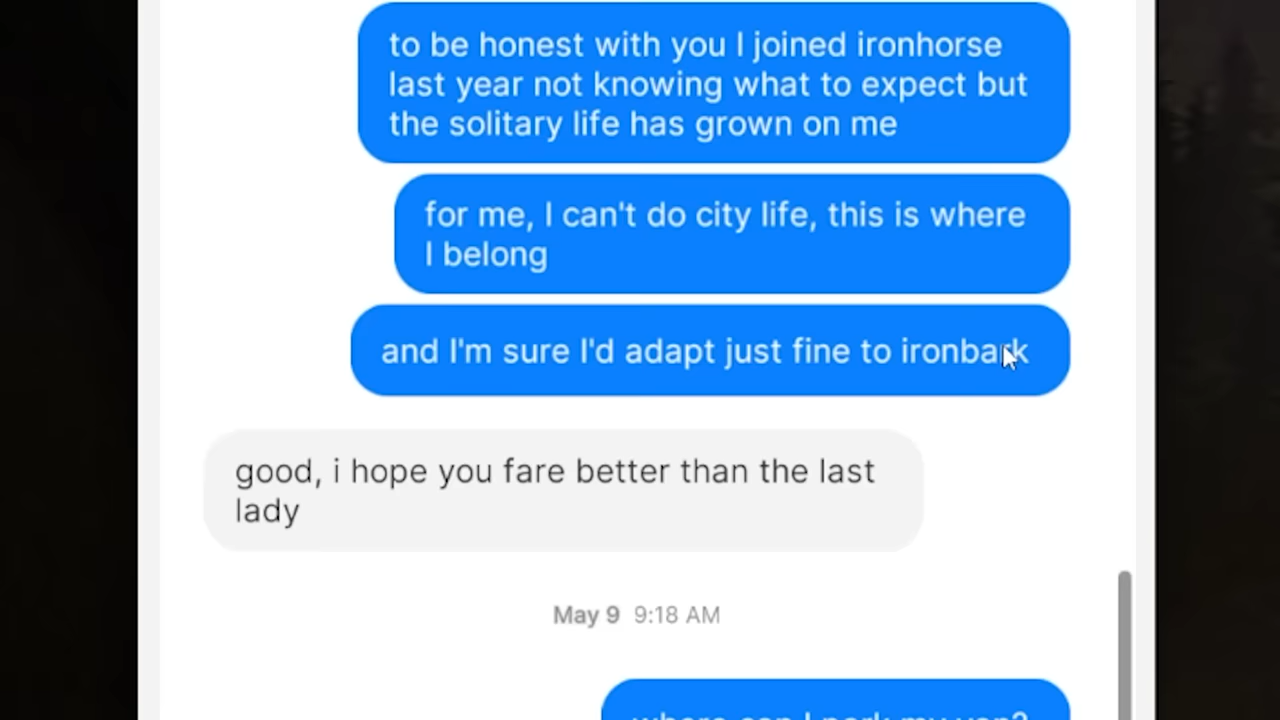 to be honest with you I joined ironhorse
last year not knowing what to expect but
the solitary life has grown on me
for me, I can't do city life, this is where
I belong
and I'm sure I'd adapt just fine to ironbark
good, i hope you fare better than the last
lady
May 9 9:18 AM
where can I park my van?